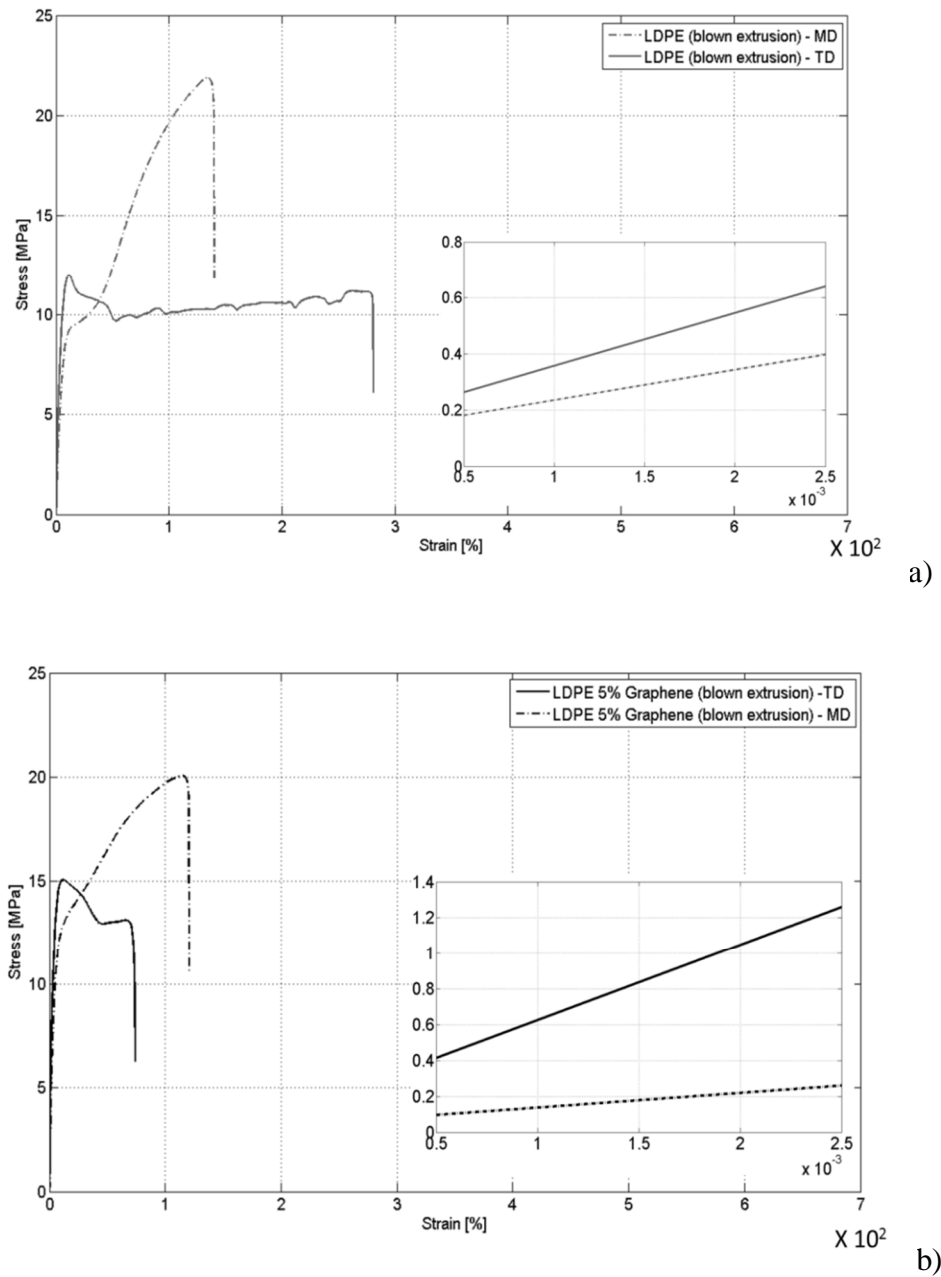 25
LDPE (blown extrusion) - MD
LDPE (blown extrusion) - TD
20
15
10
5
0
Stress [MPa]
0.8
0.6
0.4
0.2
0
0.5 1 1.5 2 2.5
x 10-3
0 1 2 3 4 5 6 7
Strain [%]
X 10²
a)
25
LDPE 5% Graphene (blown extrusion) -TD
LDPE 5% Graphene (blown extrusion) - MD
20
15
10
5
0
Stress [MPa]
1.4
1.2
1
0.8
0.6
0.4
0.2
0
0.5 1 1.5 2 2.5
x 10-3
0 1 2 3 4 5 6 7
Strain [%]
X 10²
b)